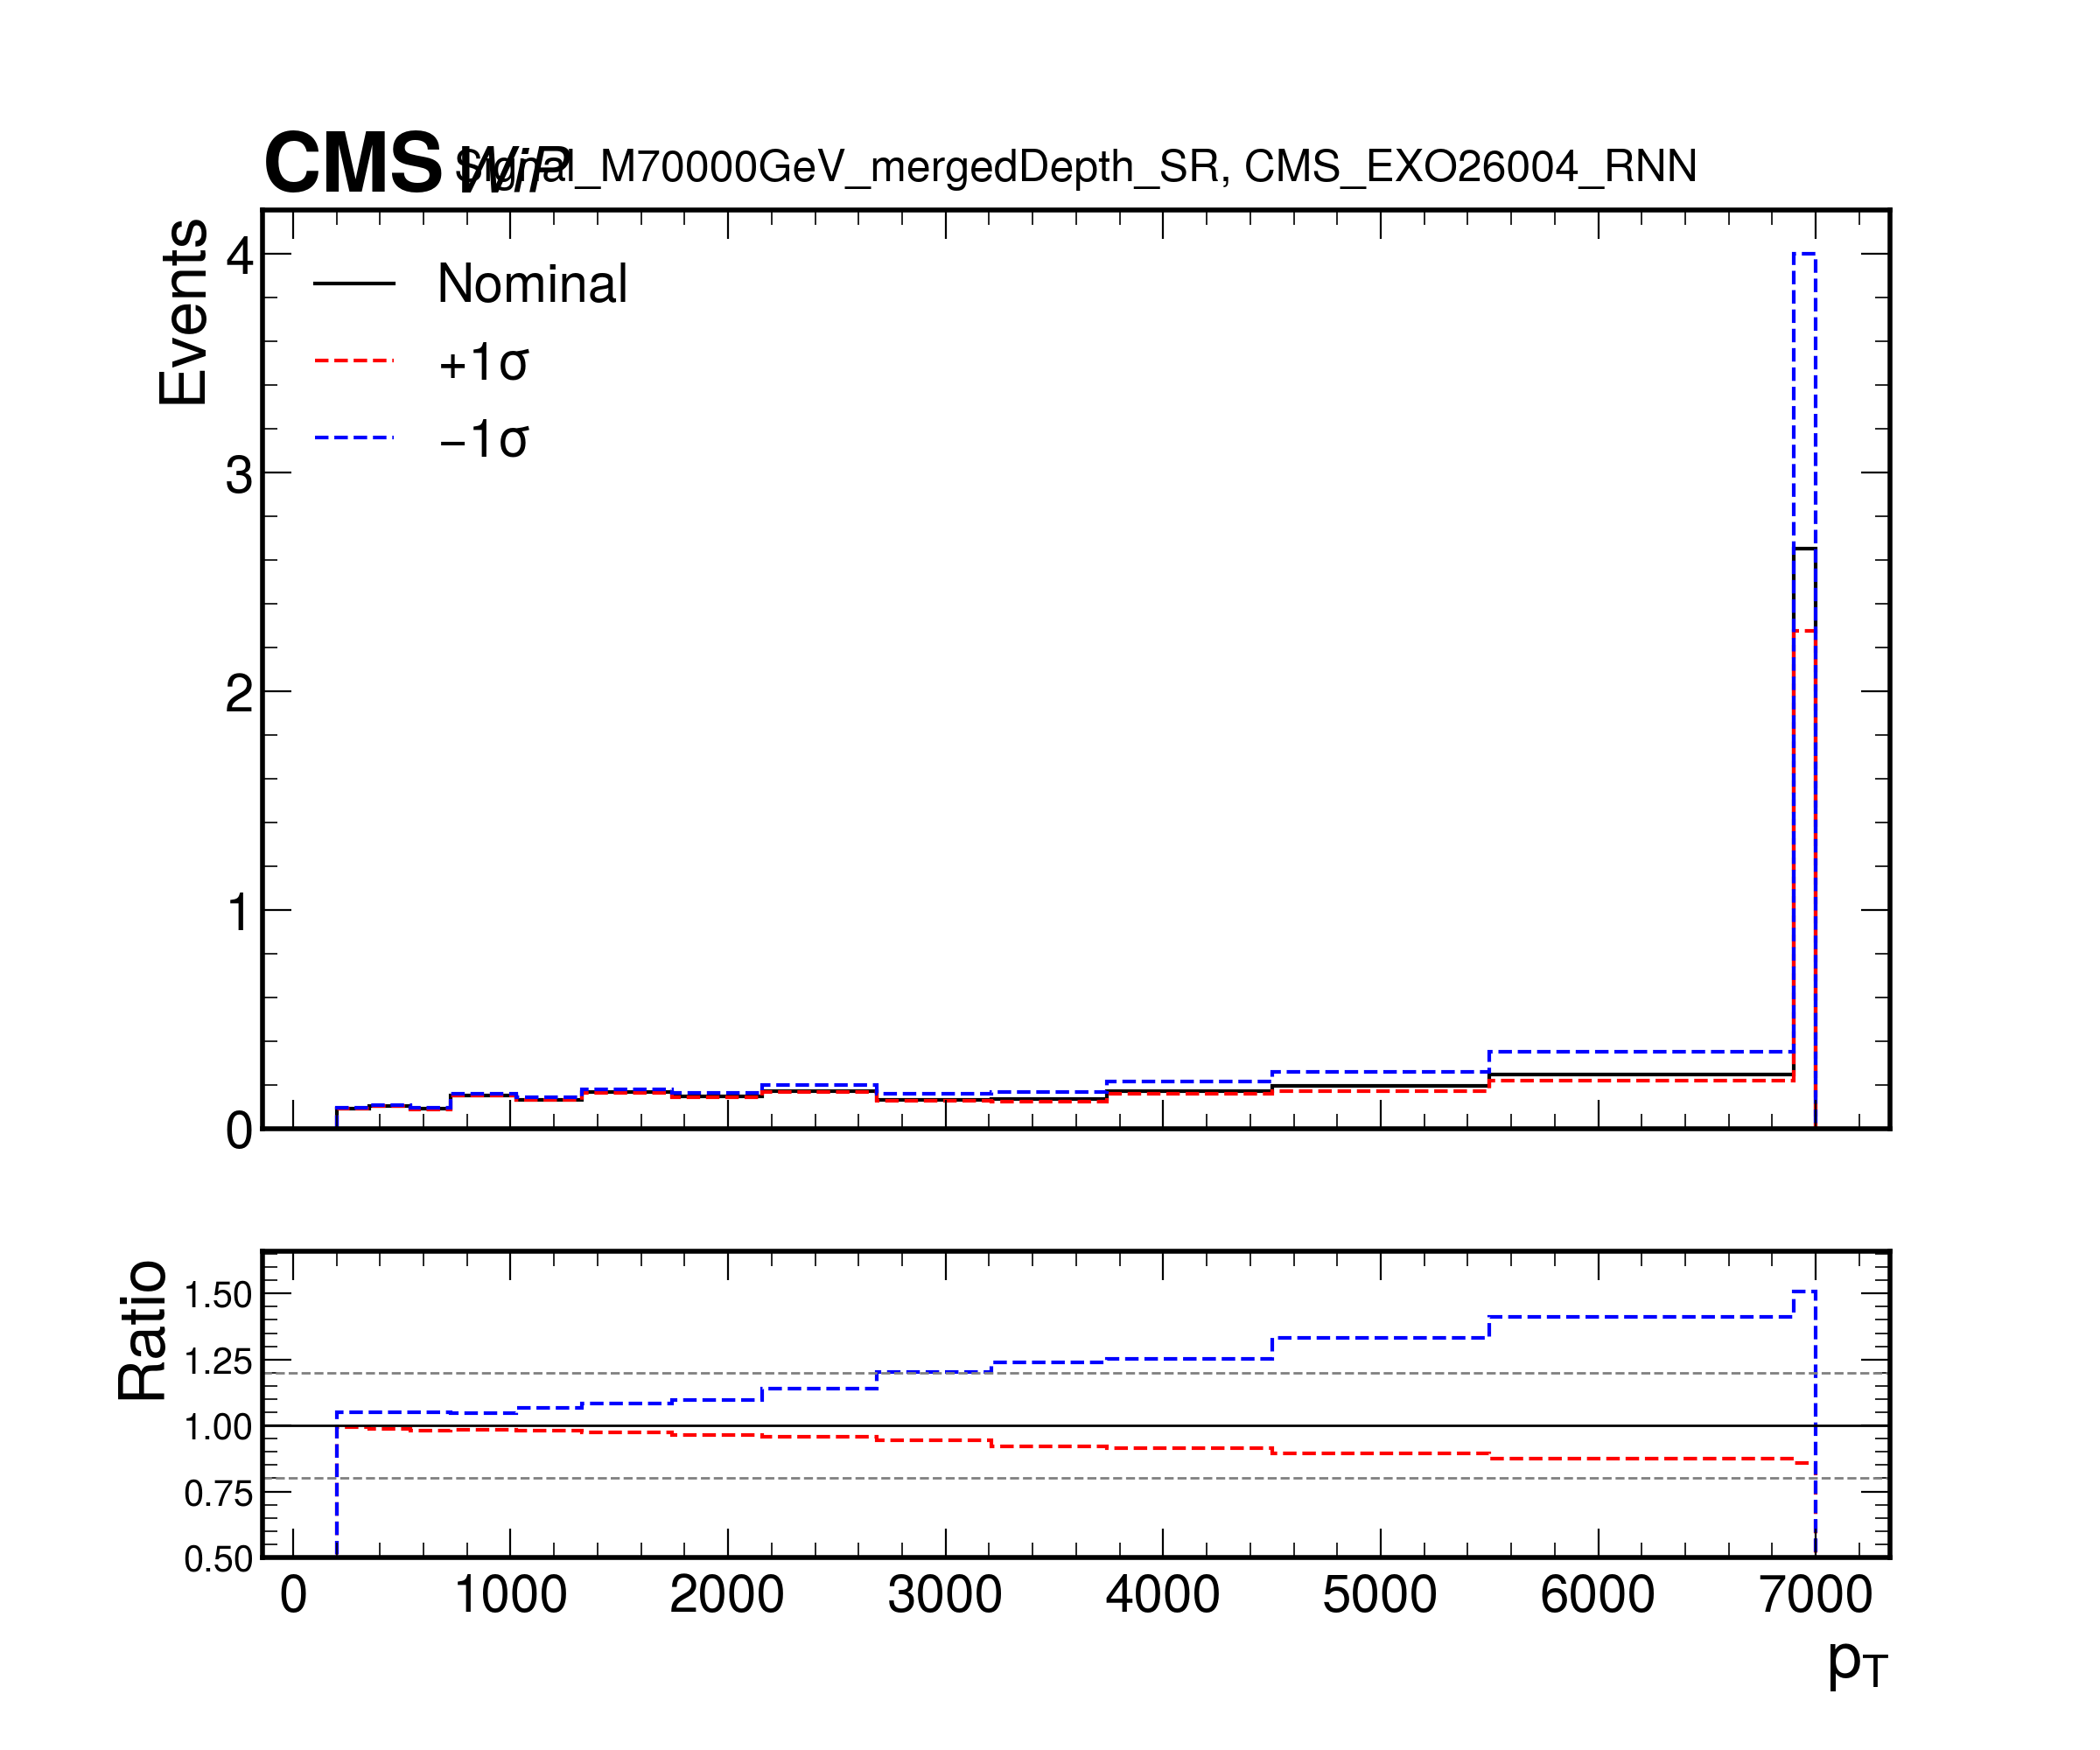 CMS WiP Signal_M70000GeV_mergedDepth_SR, CMS_EXO26004_RNN
Events
4
3
2
1
0
Nominal
+1σ
−1σ
Ratio
1.50
1.25
1.00
0.75
0.50
0 1000 2000 3000 4000 5000 6000 7000
pT